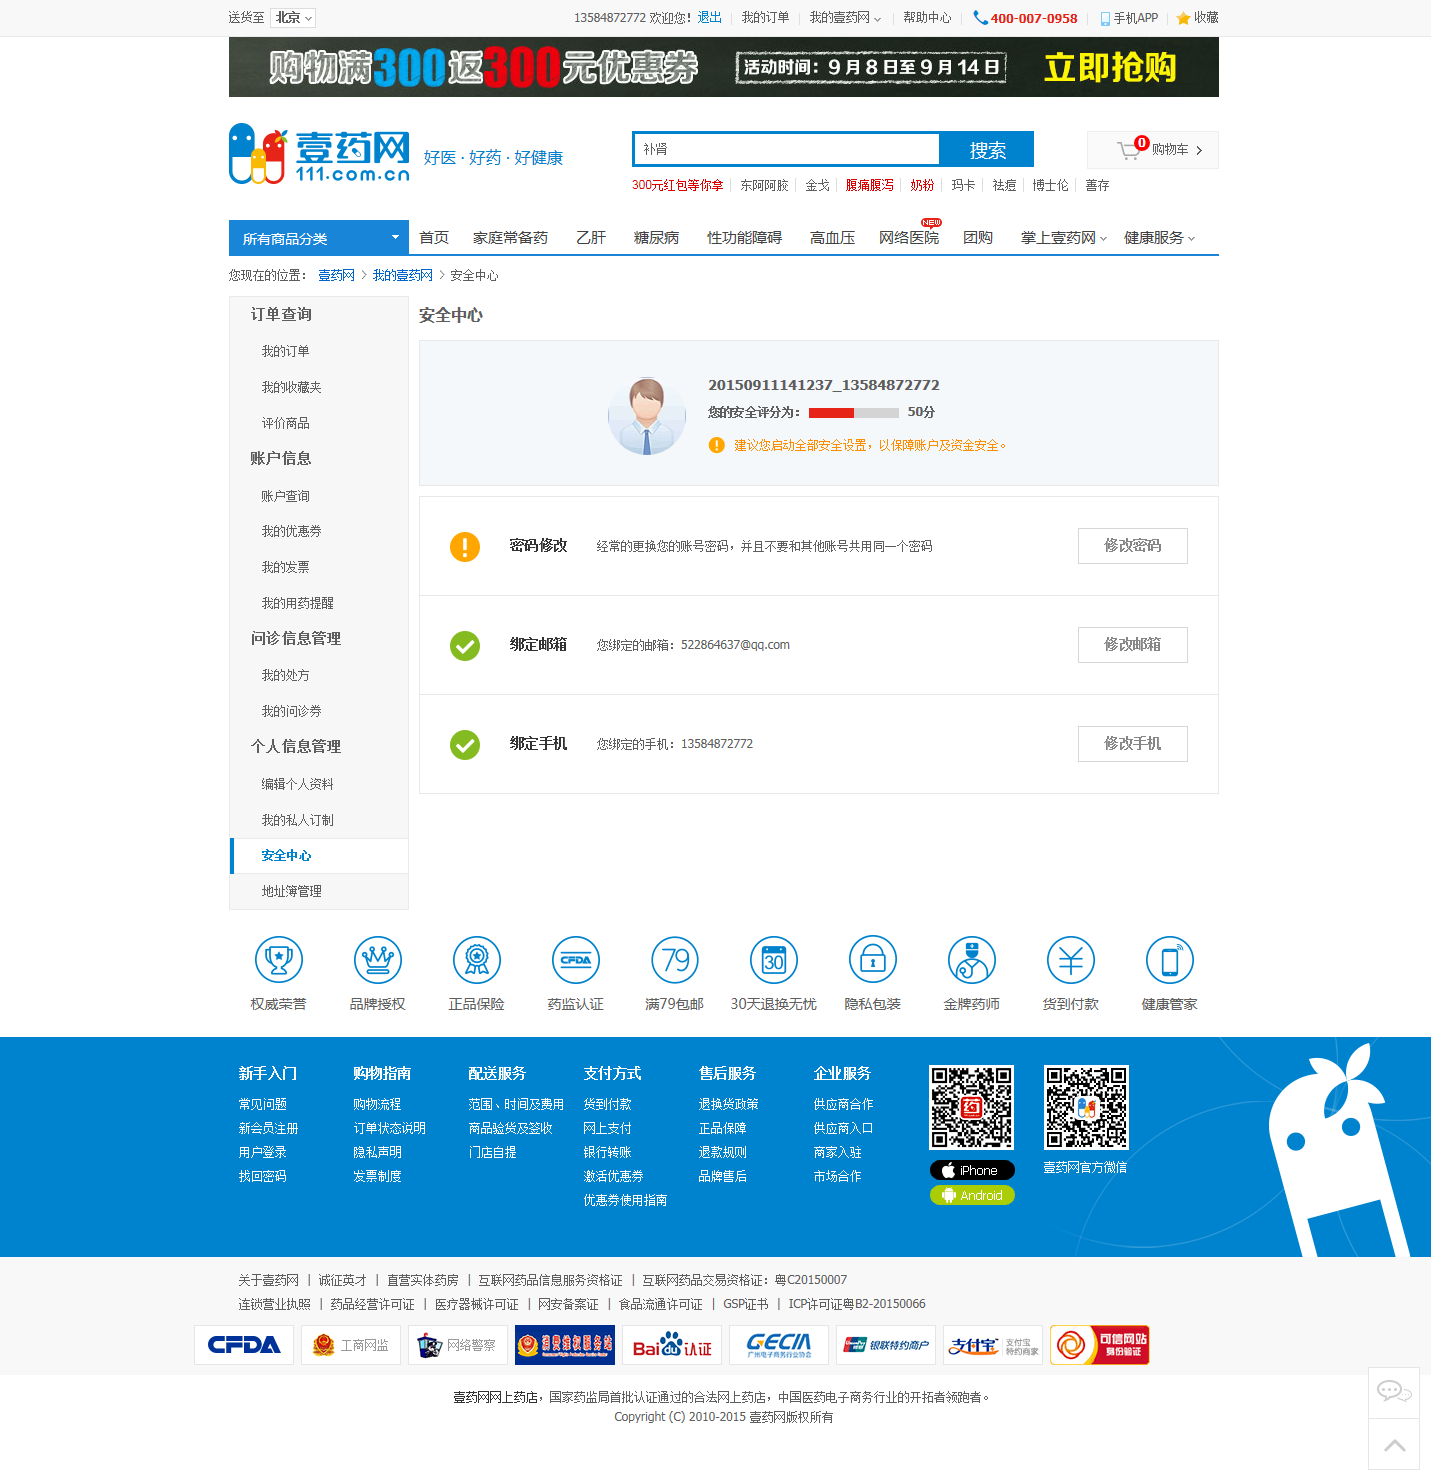 送货至 北京 13584872772 欢迎您！退出 我的订单 我的壹药网 帮助中心 400-007-0958 手机APP 收藏
购物满300返300元优惠券 活动时间：9月8日至9月14日 立即抢购
壹药网
111.com.cn
好医·好药·好健康
补肾 搜索
0 购物车
300元红包等你拿 东阿阿胶 金戈 腹痛腹泻 奶粉 玛卡 祛痘 博士伦 善存
NEW
所有商品分类 首页 家庭常备药 乙肝 糖尿病 性功能障碍 高血压 网络医院 团购 掌上壹药网 健康服务
您现在的位置： 壹药网 我的壹药网 安全中心
订单查询
我的订单
我的收藏夹
评价商品
账户信息
账户查询
我的优惠券
我的发票
我的用药提醒
问诊信息管理
我的处方
我的问诊券
个人信息管理
编辑个人资料
我的私人订制
安全中心
地址簿管理
安全中心
20150911141237_13584872772
您的安全评分为： 50分
建议您启动全部安全设置，以保障账户及资金安全。
密码修改 经常的更换您的账号密码，并且不要和其他账号共用同一个密码 修改密码
绑定邮箱 您绑定的邮箱：522864637@qq.com 修改邮箱
绑定手机 您绑定的手机：13584872772 修改手机
CFDA 79 30
权威荣誉 品牌授权 正品保险 药监认证 满79包邮 30天退换无忧 隐私包装 金牌药师 货到付款 健康管家
新手入门 购物指南 配送服务 支付方式 售后服务 企业服务
常见问题 购物流程 范围、时间及费用 货到付款 退换货政策 供应商合作
新会员注册 订单状态说明 商品验货及签收 网上支付 正品保障 供应商入口
用户登录 隐私声明 门店自提 银行转账 退款规则 商家入驻
找回密码 发票制度 激活优惠券 品牌售后 市场合作
优惠券使用指南
药
iPhone
Android
壹药网官方微信
关于壹药网 | 诚征英才 | 直营实体药房 | 互联网药品信息服务资格证 | 互联网药品交易资格证：粤C20150007
连锁营业执照 | 药品经营许可证 | 医疗器械许可证 | 网安备案证 | 食品流通许可证 | GSP证书 | ICP许可证粤B2-20150066
CFDA 工商网监 网络警察 消费维权服务站 Baidu认证 GECIA 广州电子商务行业协会 银联特约商户 支付宝 支付宝特约商家 可信网站 身份验证
壹药网网上药店，国家药监局首批认证通过的合法网上药店，中国医药电子商务行业的开拓者领跑者。
Copyright (C) 2010-2015 壹药网版权所有